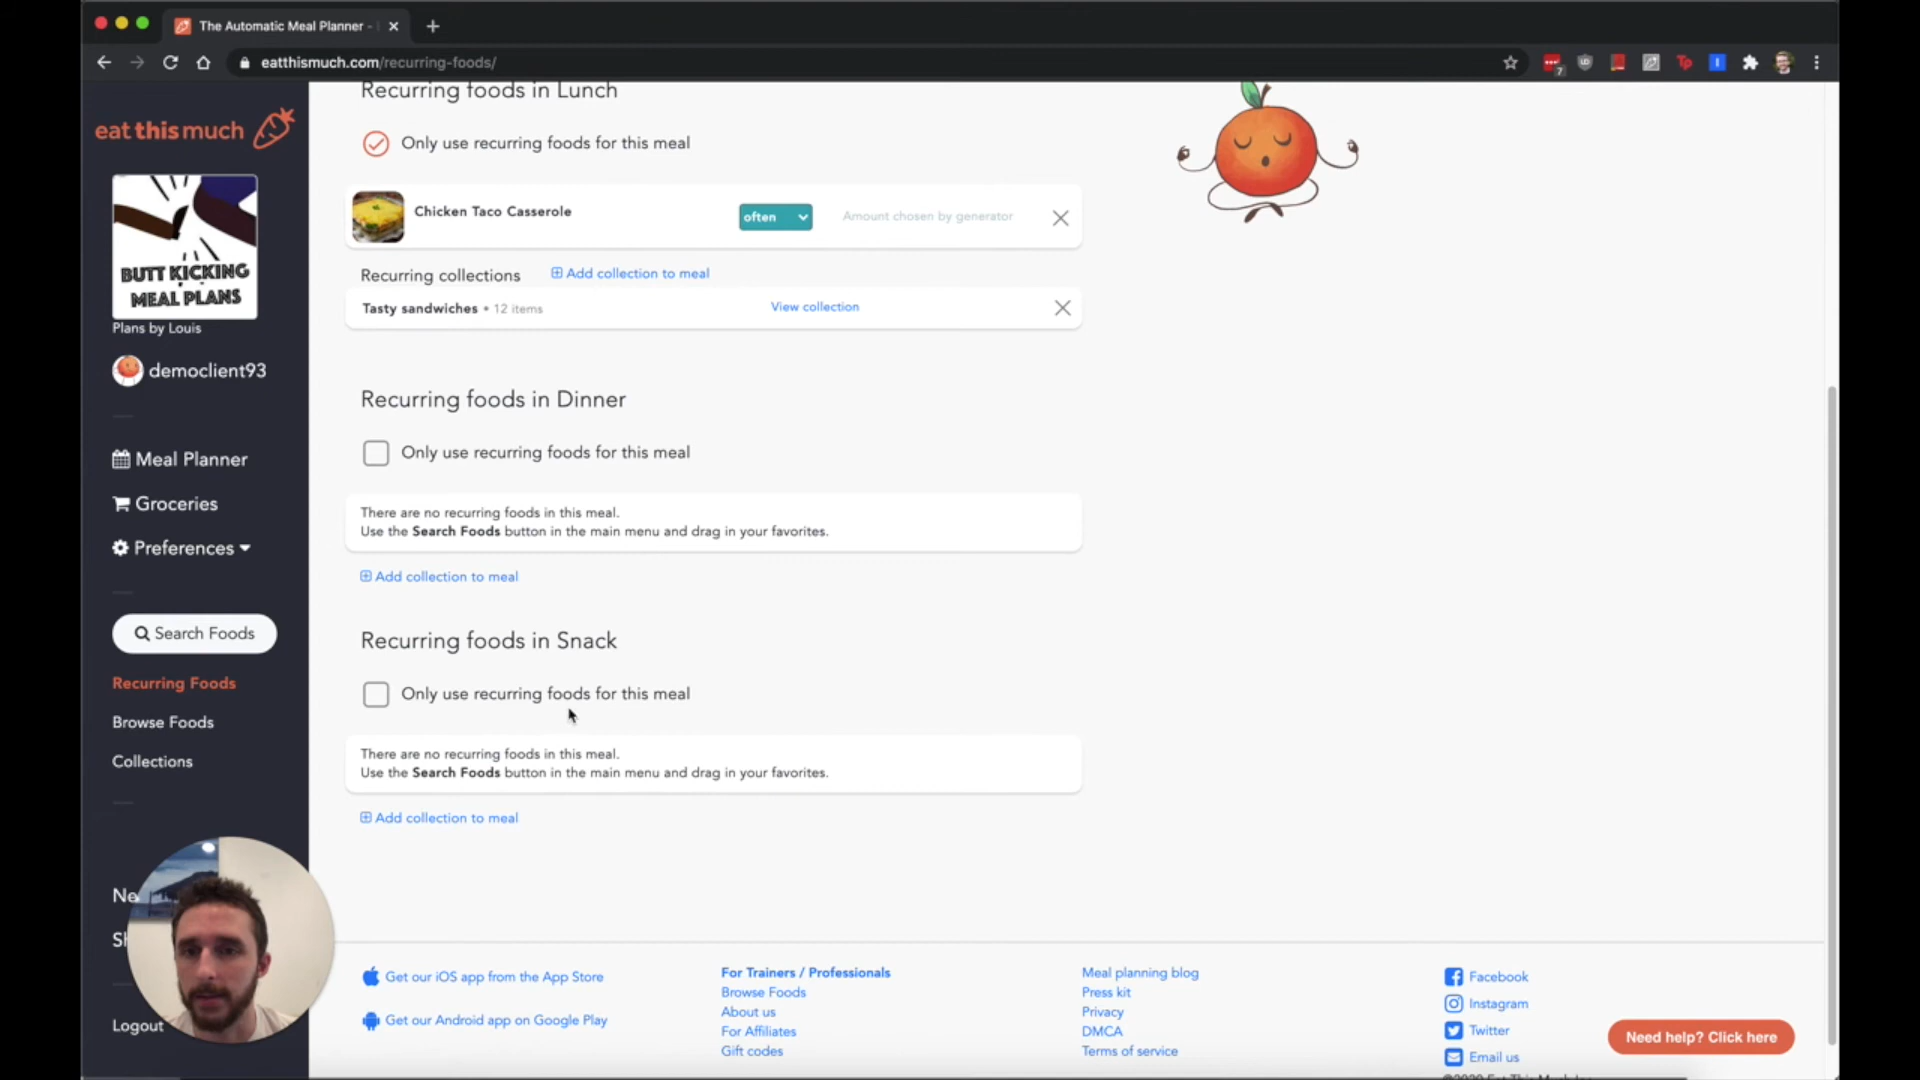 The Automatic Meal Planner -
eatthismuch.com/recurring-foods/
7
Tp
eat this much
BUTT KICKING
MEAL PLANS
Plans by Louis
democlient93
Meal Planner
Groceries
Preferences
Search Foods
Recurring Foods
Browse Foods
Collections
Ne
Logout
Recurring foods in Lunch
Only use recurring foods for this meal
Chicken Taco Casserole
often
Amount chosen by generator
Recurring collections
Add collection to meal
Tasty sandwiches • 12 items
View collection
Recurring foods in Dinner
Only use recurring foods for this meal
There are no recurring foods in this meal.
Use the Search Foods button in the main menu and drag in your favorites.
Add collection to meal
Recurring foods in Snack
Only use recurring foods for this meal
There are no recurring foods in this meal.
Use the Search Foods button in the main menu and drag in your favorites.
Add collection to meal
Get our iOS app from the App Store
Get our Android app on Google Play
For Trainers / Professionals
Browse Foods
About us
For Affiliates
Gift codes
Meal planning blog
Press kit
Privacy
DMCA
Terms of service
Facebook
Instagram
Twitter
Email us
Need help? Click here